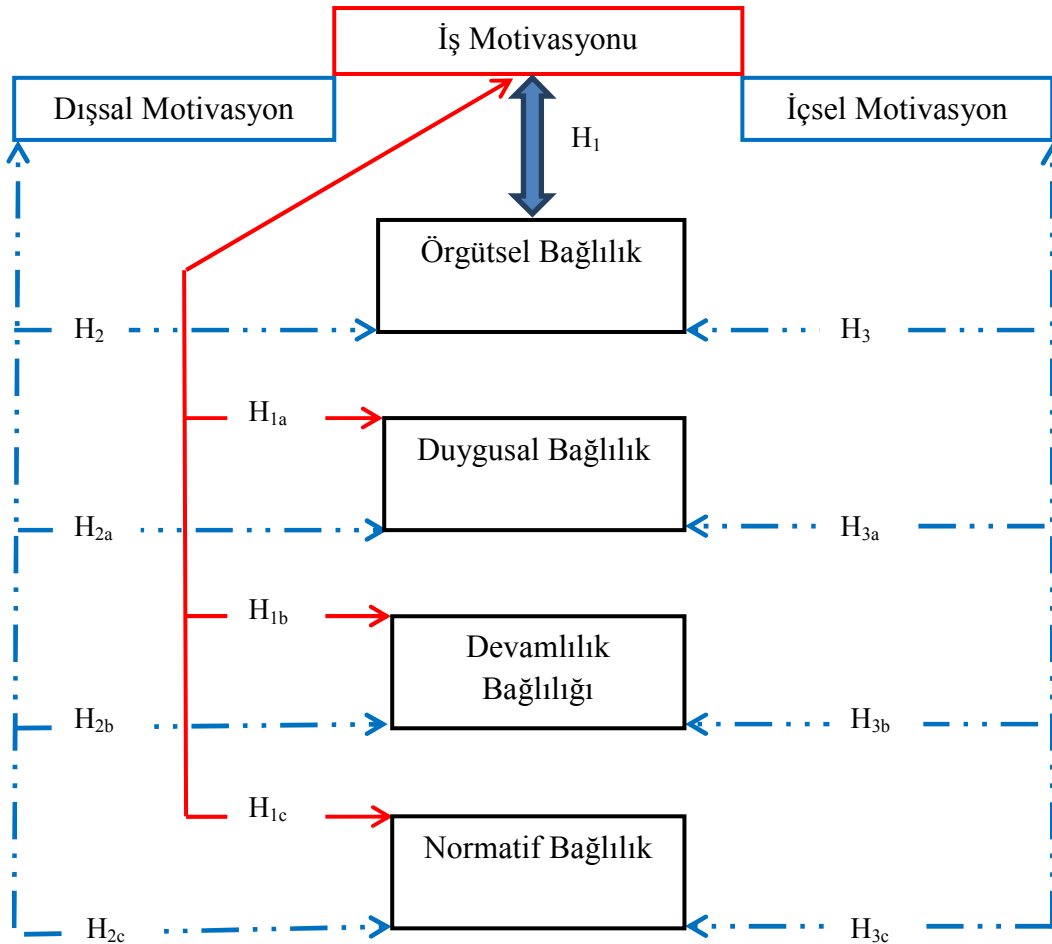 İş Motivasyonu
Dışsal Motivasyon
İçsel Motivasyon
H1
Örgütsel Bağlılık
H2
H3
H1a
Duygusal Bağlılık
H2a
H3a
H1b
Devamlılık
Bağlılığı
H2b
H3b
H1c
Normatif Bağlılık
H2c
H3c